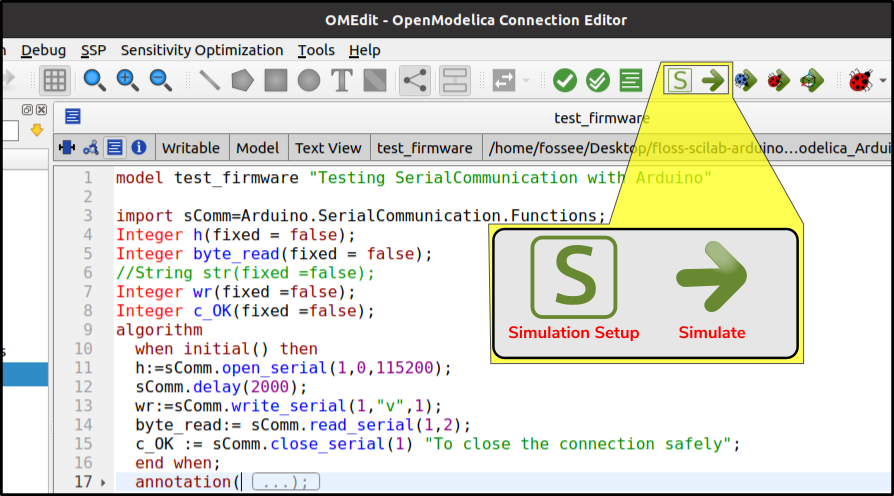 OMEdit - OpenModelica Connection Editor
Debug SSP Sensitivity Optimization Tools Help
T S
test_firmware
Writable Model Text View test_firmware /home/fossee/Desktop/floss-scilab-arduino...odelica_Ardui
1 model test_firmware "Testing SerialCommunication with Arduino"
2
3 import sComm=Arduino.SerialCommunication.Functions;
4 Integer h(fixed = false);
5 Integer byte_read(fixed = false);
6 //String str(fixed =false);
7 Integer wr(fixed =false);
8 Integer c_OK(fixed =false);
9 algorithm
10 when initial() then
11 h:=sComm.open_serial(1,0,115200);
12 sComm.delay(2000);
13 wr:=sComm.write_serial(1,"v",1);
14 byte_read:= sComm.read_serial(1,2);
15 c_OK := sComm.close_serial(1) "To close the connection safely";
16 end when;
17 annotation( ...);
S
Simulation Setup Simulate